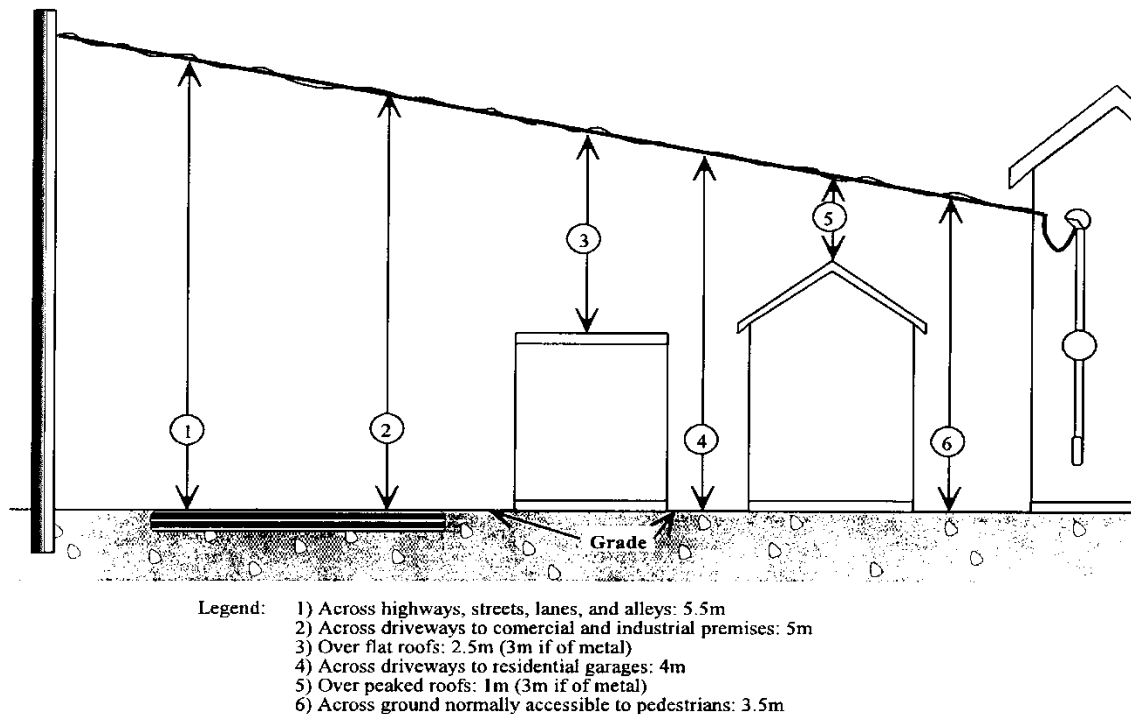 1
2
3
4
5
6
Grade
Legend: 1) Across highways, streets, lanes, and alleys: 5.5m
2) Across driveways to comercial and industrial premises: 5m
3) Over flat roofs: 2.5m (3m if of metal)
4) Across driveways to residential garages: 4m
5) Over peaked roofs: 1m (3m if of metal)
6) Across ground normally accessible to pedestrians: 3.5m